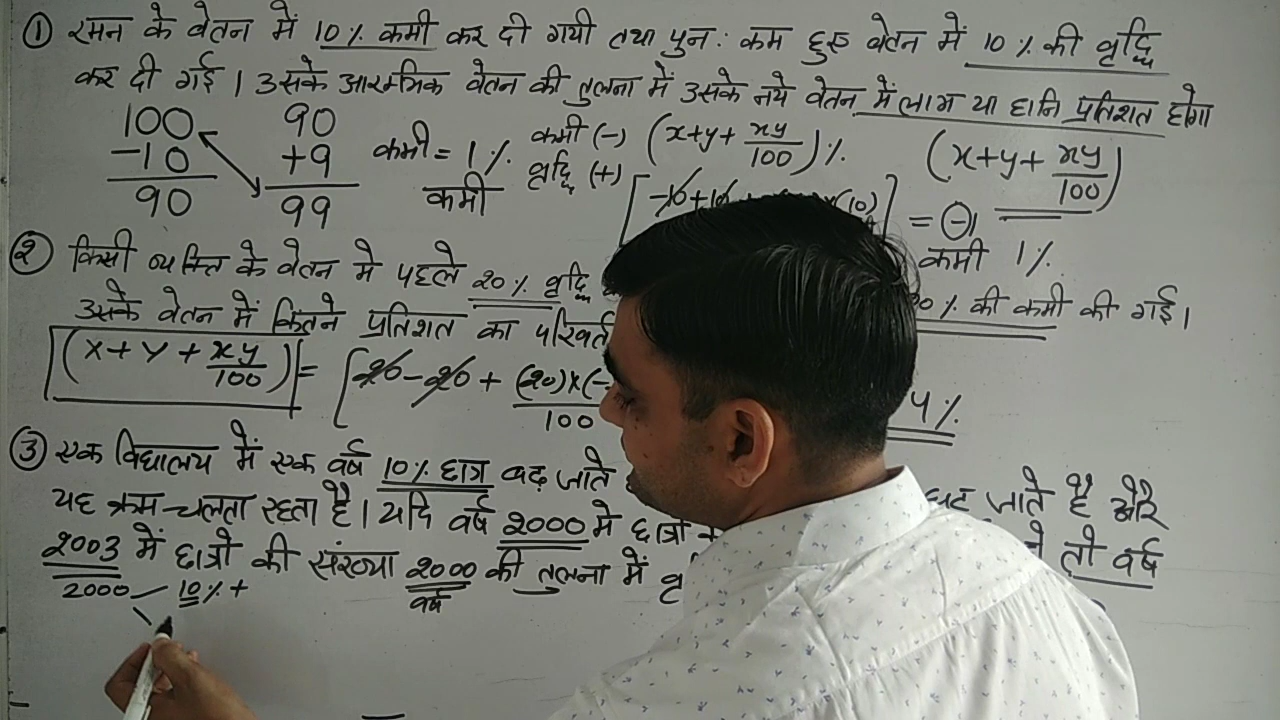 ① रमन के वेतन में 10% कमी कर दी गयी तथा पुन: कम हुए वेतन में 10% की वृद्धि
कर दी गई । उसके आरम्भिक वेतन की तुलना में उसके नये वेतन में लाभ या हानि प्रतिशत होगा
100 90 कमी = 1% कमी (-) (x+y+xy/100)% (x+y+xy/100)
-10 +9 कमी वृद्धि (+)
90 99 [-10+10 (10) ] = ⊖1
कमी 1%
② किसी व्यक्ति के वेतन मे पहले 20% वृद्धि 20% की कमी की गई ।
उसके वेतन में कितने प्रतिशत का
(x+y+xy/100) = [20-20+(20)×(- /100 4%
③ एक विद्यालय में एक वर्ष 10% छात्र बढ़ जाते जाते है और
यह क्रम चलता रहता है । यदि वर्ष 2000 मे छात्रो तो वर्ष
2003 में छात्रो की संख्या 2000 की तुलना में
वर्ष
2000 10% +